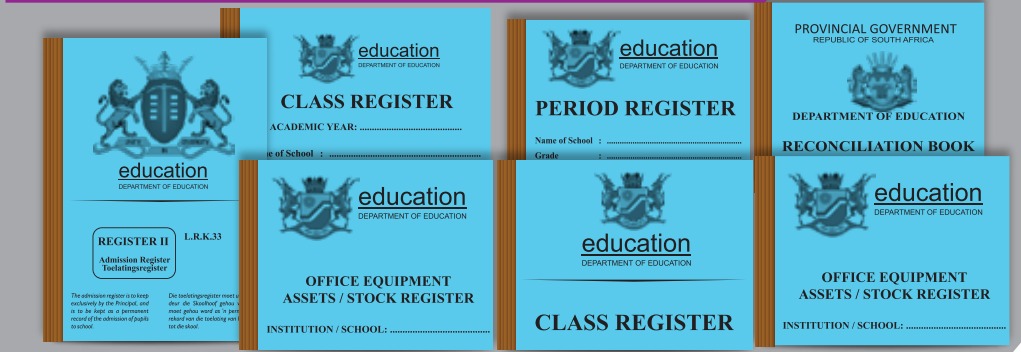 education
DEPARTMENT OF EDUCATION
REGISTER II
L.R.K.33
Admission Register
Toelatingsregister
The admission register is to keep
exclusively by the Principal, and
is to be kept as a permanent
record of the admission of pupils
to school.
Die toelatingsregister moet
deur die Skoolhoof gehou
moet gehou word as 'n
rekord van die toelating van
tot die skool.
education
DEPARTMENT OF EDUCATION
CLASS REGISTER
ACADEMIC YEAR: ..........................................
of School : ............................................................
education
DEPARTMENT OF EDUCATION
PERIOD REGISTER
Name of School : ......................................................
Grade : ......................................................
PROVINCIAL GOVERNMENT
REPUBLIC OF SOUTH AFRICA
DEPARTMENT OF EDUCATION
RECONCILIATION BOOK
education
DEPARTMENT OF EDUCATION
OFFICE EQUIPMENT
ASSETS / STOCK REGISTER
INSTITUTION / SCHOOL: ....................................
education
DEPARTMENT OF EDUCATION
CLASS REGISTER
education
DEPARTMENT OF EDUCATION
OFFICE EQUIPMENT
ASSETS / STOCK REGISTER
INSTITUTION / SCHOOL: ....................................